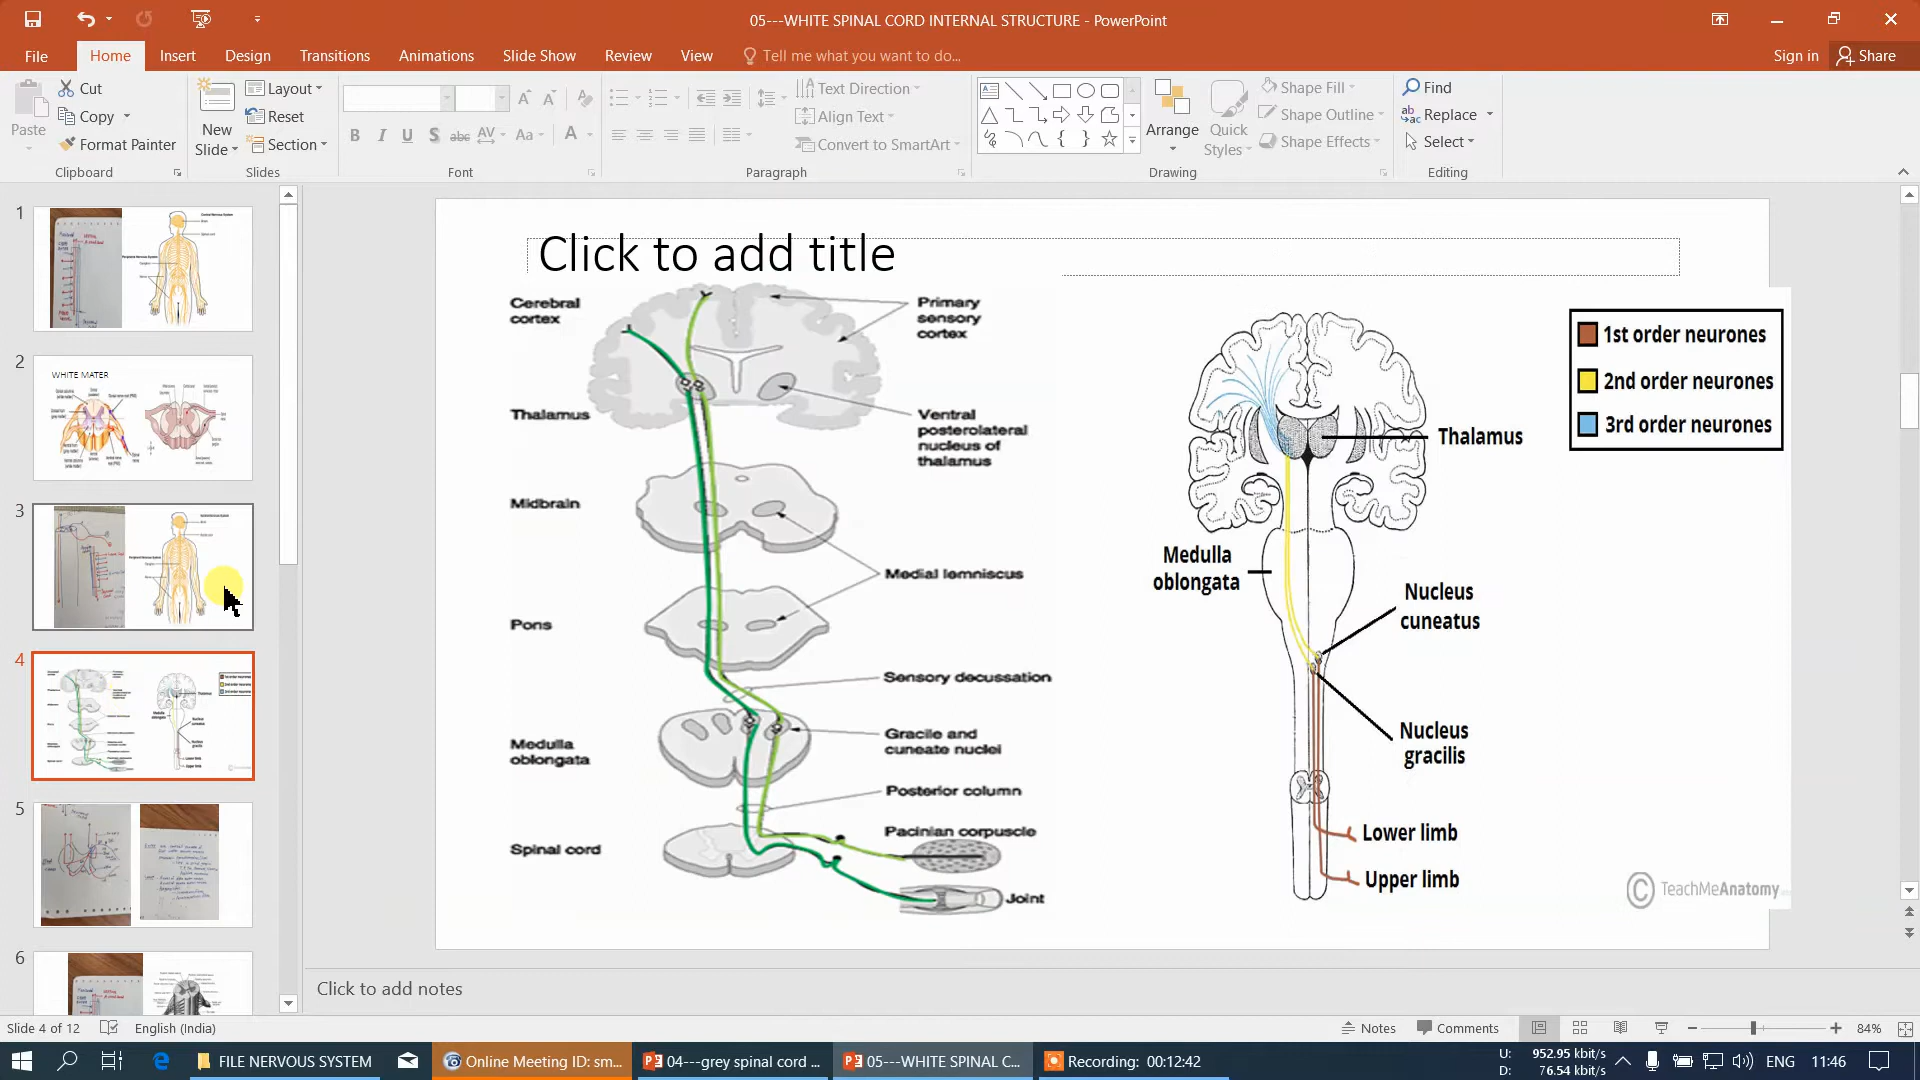 05---WHITE SPINAL CORD INTERNAL STRUCTURE - PowerPoint
File Home Insert Design Transitions Animations Slide Show Review View Tell me what you want to do... Sign in Share
Paste
Cut
Copy
Format Painter
Clipboard
New Slide
Layout
Reset
Section
Slides
Font
Text Direction
Align Text
Convert to SmartArt
Paragraph
Arrange
Quick Styles
Shape Fill
Shape Outline
Shape Effects
Drawing
Find
Replace
Select
Editing
1
2
WHITE MATER
3
4
5
6
Click to add title
Cerebral
cortex
Primary
sensory
cortex
Thalamus
Ventral
posterolateral
nucleus of
thalamus
Midbrain
Medial lemniscus
Pons
Sensory decussation
Medulla
oblongata
Gracile and
cuneate nuclei
Posterior column
Pacinian corpuscle
Spinal cord
Joint
1st order neurones
2nd order neurones
3rd order neurones
Thalamus
Medulla
oblongata
Nucleus
cuneatus
Nucleus
gracilis
Lower limb
Upper limb
© TeachMeAnatomy
Click to add notes
Slide 4 of 12 English (India) Notes Comments 84%
FILE NERVOUS SYSTEM Online Meeting ID: sm... 04---grey spinal cord ... 05---WHITE SPINAL C... Recording: 00:12:42
U: 952.95 kbit/s
D: 76.54 kbit/s
ENG 11:46